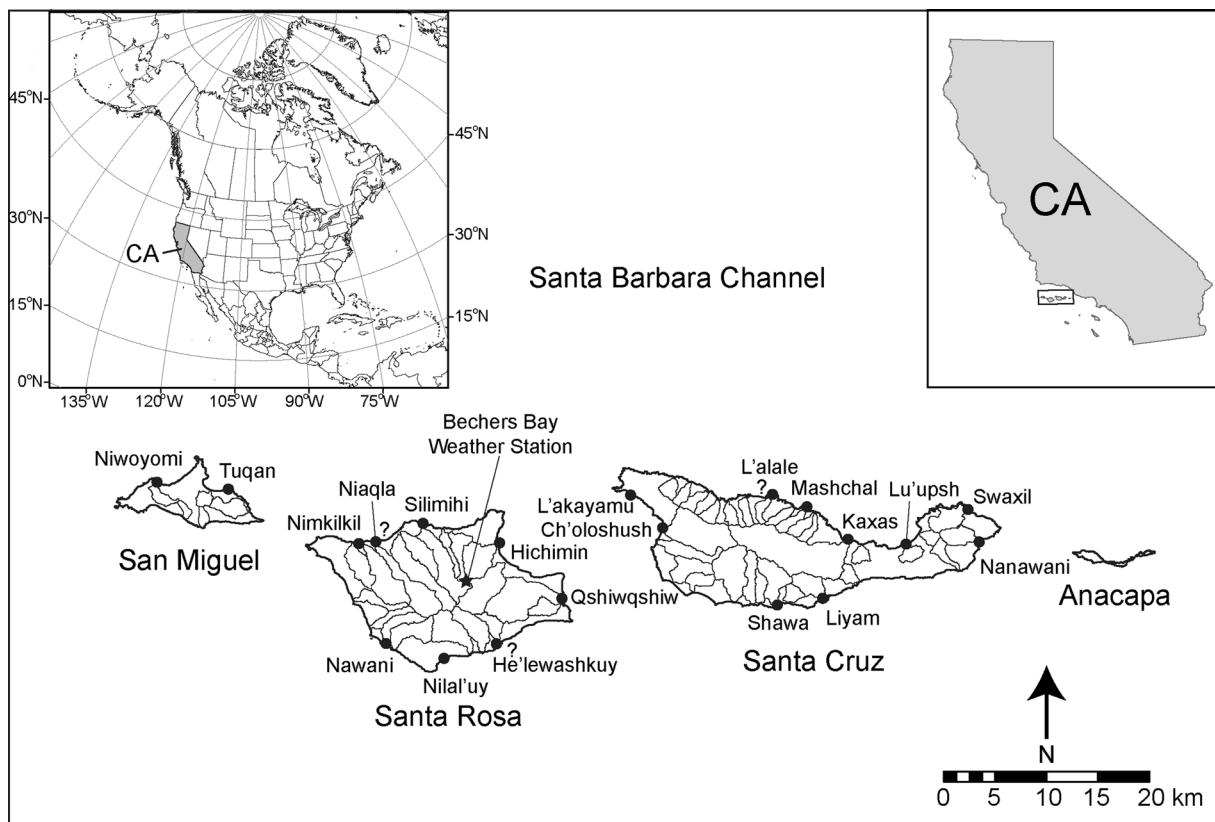 45°N
30°N
15°N
0°N
135°W
120°W
105°W
90°W
75°W
45°N
30°N
15°N
CA
Santa Barbara Channel
CA
Bechers Bay
Weather Station
Niwoyomi
Tuqan
San Miguel
Nimkilkil
Niaqla
?
Silimihi
Hichimin
Qshiwqshiw
?
He'lewashkuy
Nilal'uy
Nawani
Santa Rosa
L'akayamu
Ch'oloshush
L'alale
?
Mashchal
Kaxas
Lu'upsh
Swaxil
Nanawani
Liyam
Shawa
Santa Cruz
Anacapa
N
0 5 10 15 20 km